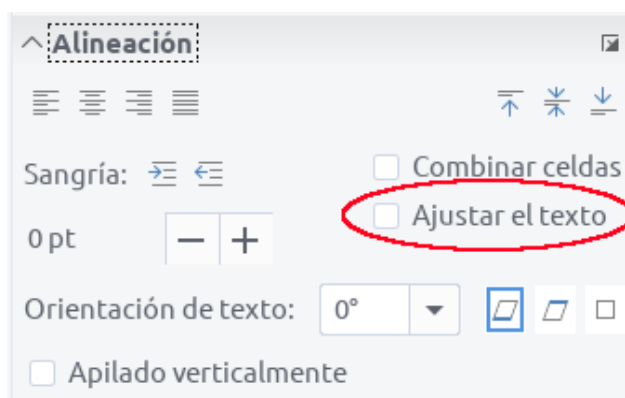 Alineación
Sangría:
Combinar celdas
Ajustar el texto
0 pt
Orientación de texto: 0°
Apilado verticalmente